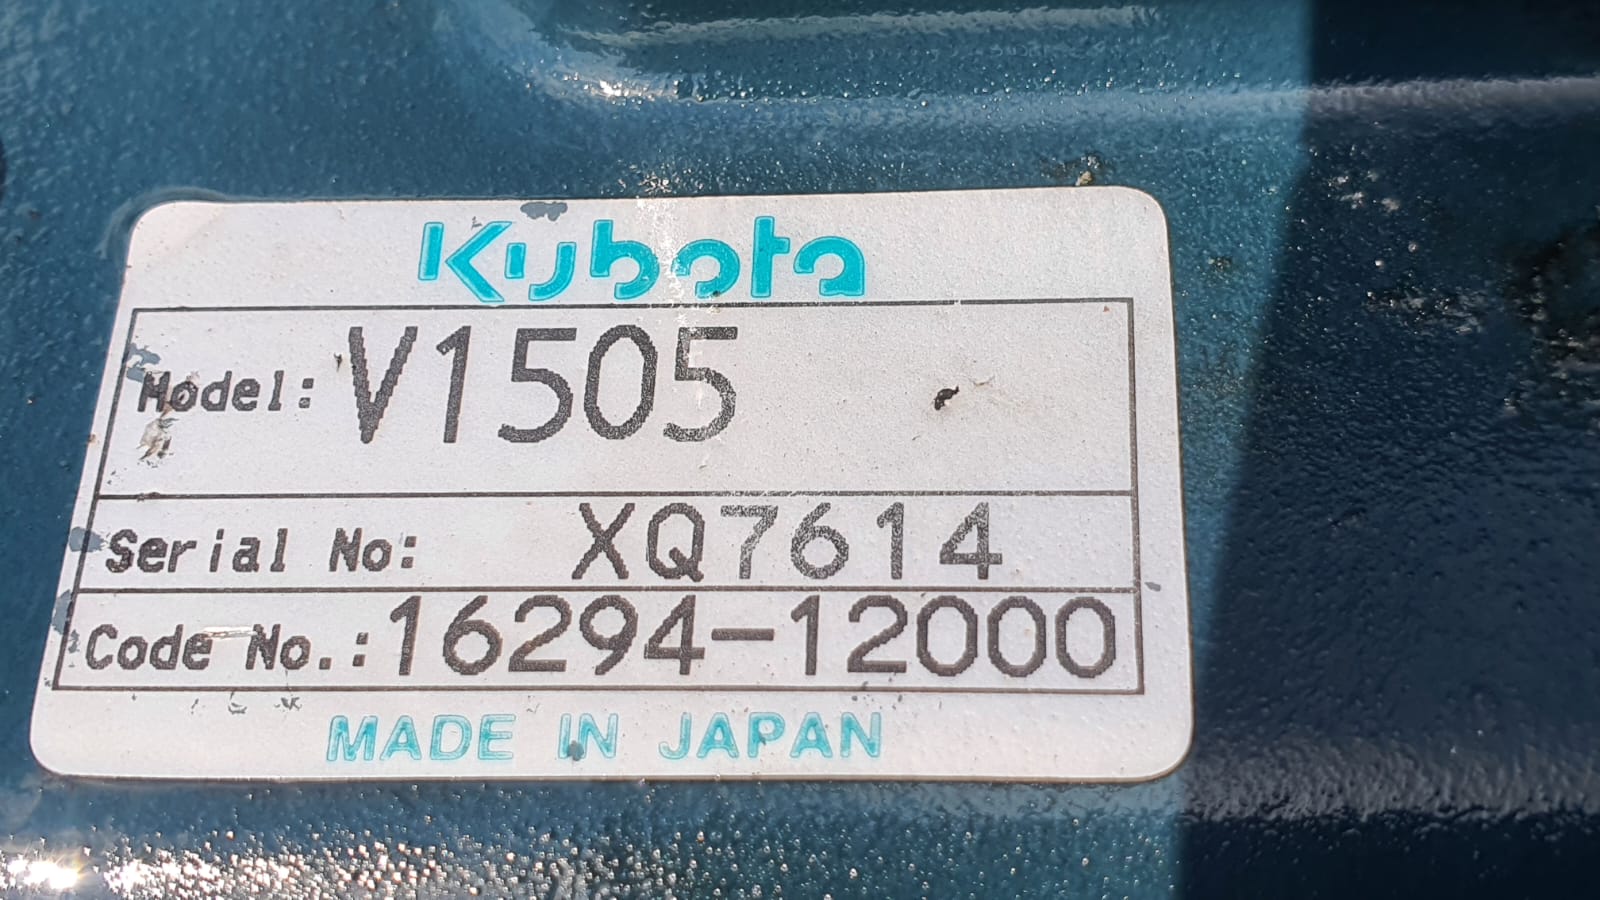 Kubota
Model: V1505
Serial No: XQ7614
Code No.: 16294-12000
MADE IN JAPAN